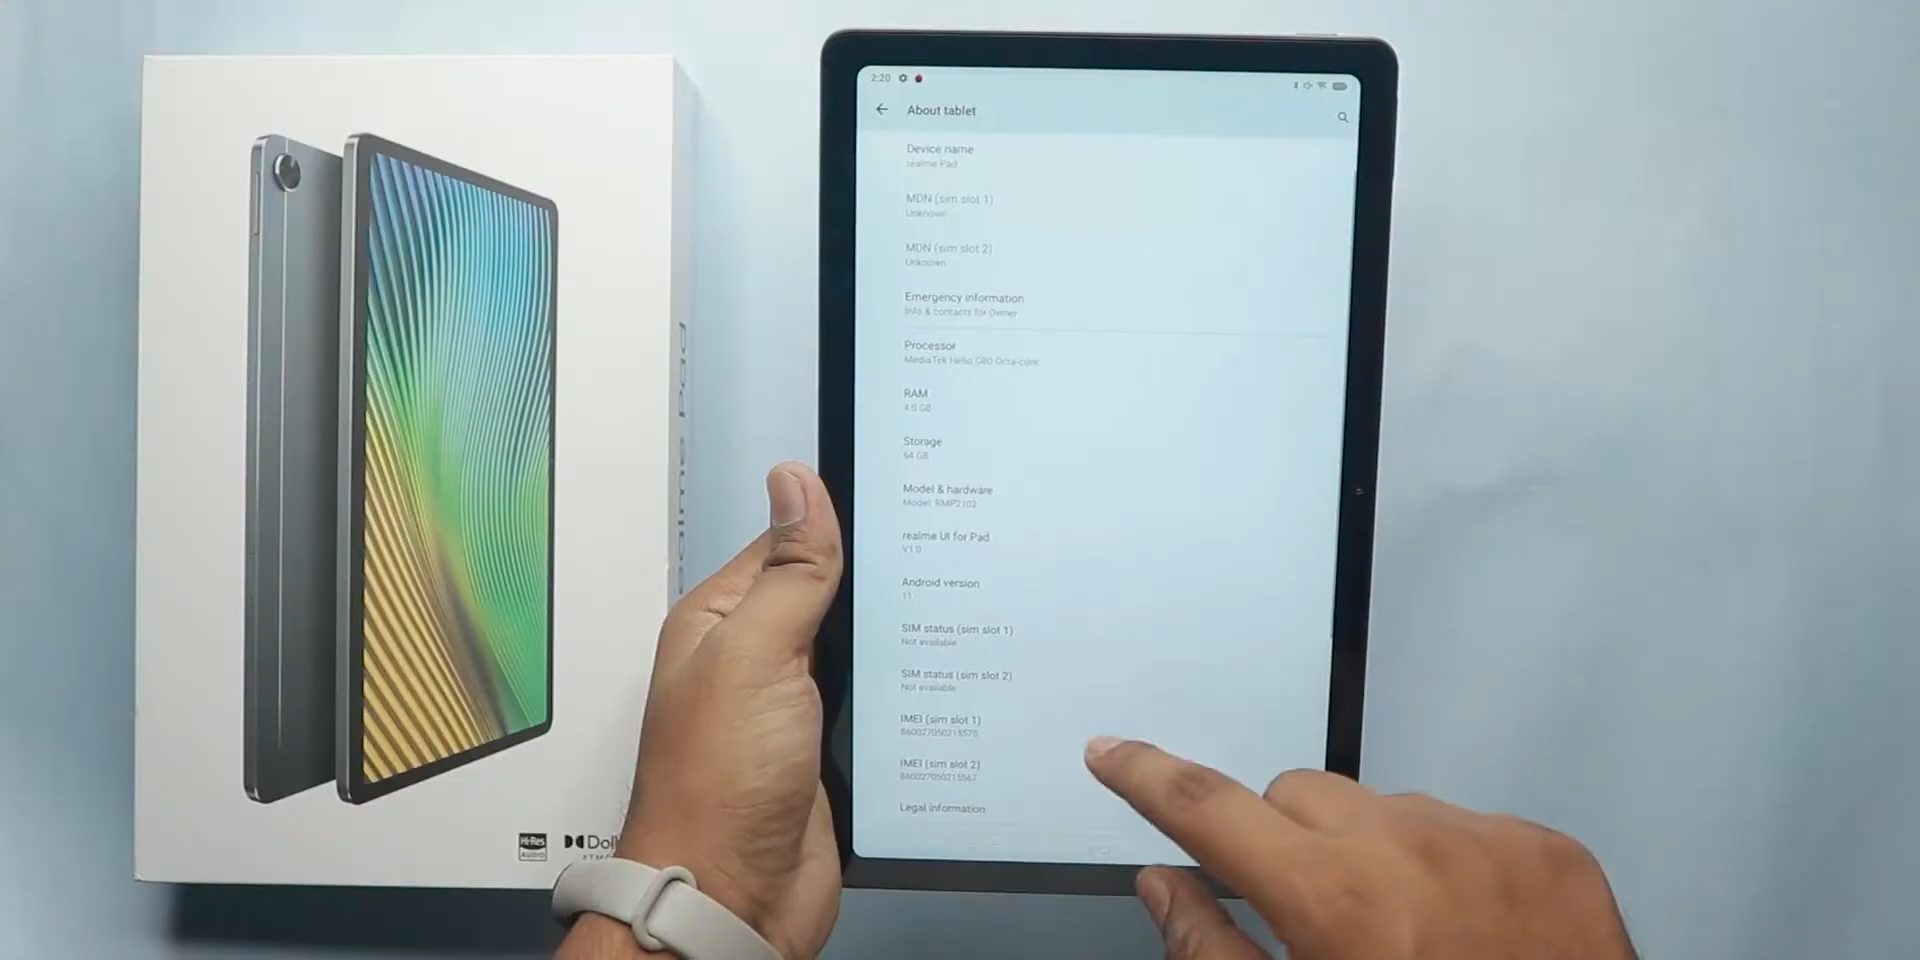 realme Pad
Hi-Res
AUDIO
2:20
About tablet
Device name
realme Pad
MDN (sim slot 1)
Unknown
MDN (sim slot 2)
Unknown
Emergency information
Info & contacts for Owner
Processor
MediaTek Helio G80 Octa-core
RAM
4.0 GB
Storage
64 GB
Model & hardware
Model: RMP2102
realme UI for Pad
V1.0
Android version
11
SIM status (sim slot 1)
Not available
SIM status (sim slot 2)
Not available
IMEI (sim slot 1)
860027050215575
IMEI (sim slot 2)
860027050215567
Legal information